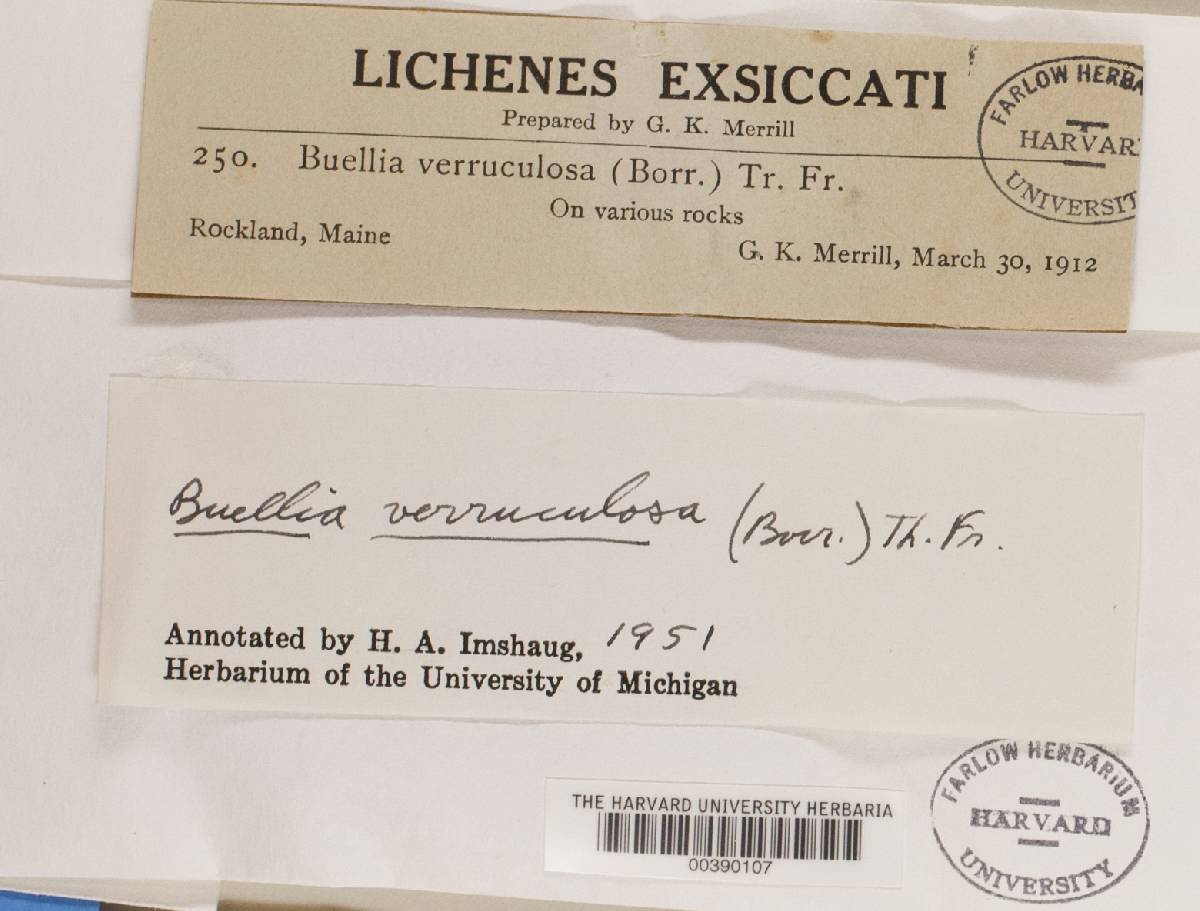 LICHENES EXSICCATI
Prepared by G. K. Merrill
250. Buellia verruculosa (Borr.) Tr. Fr.
On various rocks
Rockland, Maine
G. K. Merrill, March 30, 1912
FARLOW HERBA
HARVAR
UNIVERSIT
Buellia verruculosa (Borr.) Th. Fr.
Annotated by H. A. Imshaug, 1951
Herbarium of the University of Michigan
THE HARVARD UNIVERSITY HERBARIA
00390107
FARLOW HERBARIUM
HARVARD
UNIVERSITY